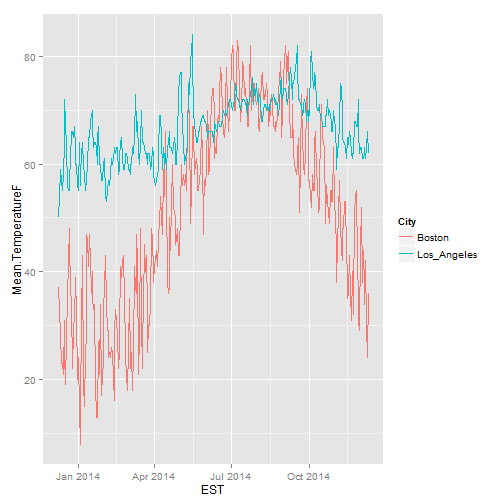 80
60
40
20
Mean.TemperatureF
Jan 2014
Apr 2014
Jul 2014
Oct 2014
EST
City
Boston
Los_Angeles